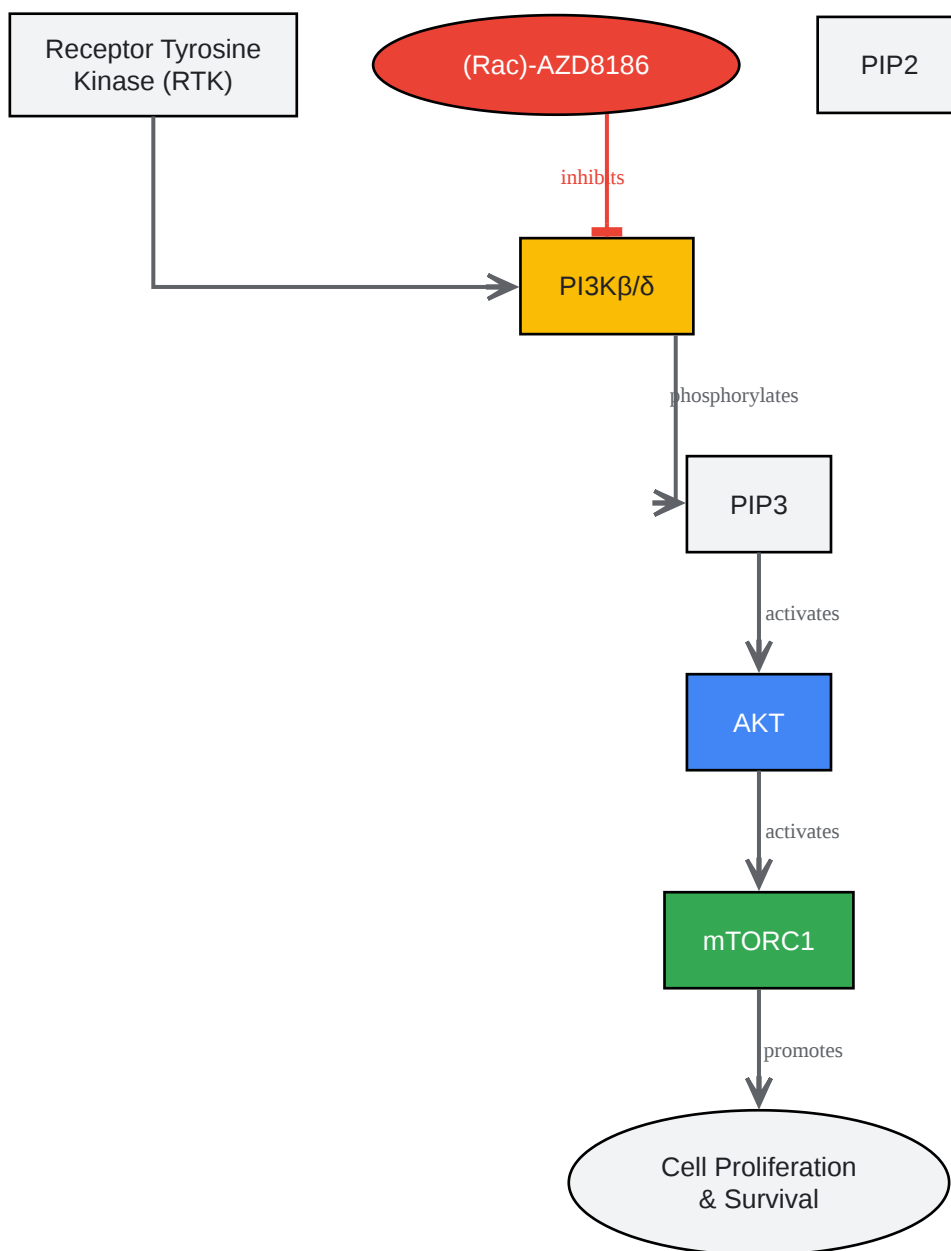 Receptor Tyrosine
Kinase (RTK)
(Rac)-AZD8186
PIP2
inhibits
PI3Kβ/δ
phosphorylates
PIP3
activates
AKT
activates
mTORC1
promotes
Cell Proliferation
& Survival